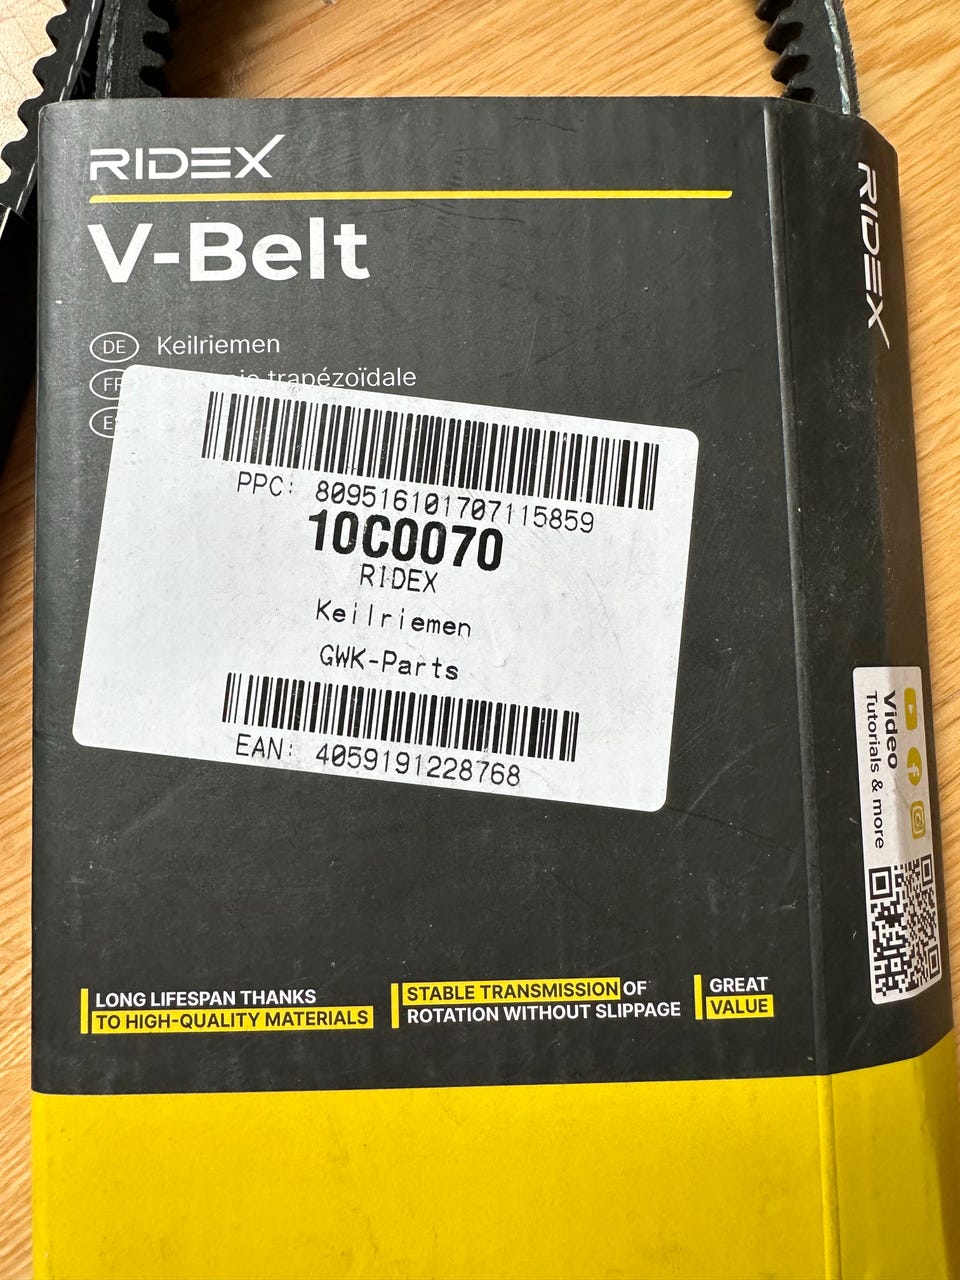 RIDEX
V-Belt
DE Keilriemen
FR trapézoïdale
PPC: 809516101707115859
10C0070
RIDEX
Keilriemen
GWK-Parts
EAN: 4059191228768
LONG LIFESPAN THANKS
TO HIGH-QUALITY MATERIALS
STABLE TRANSMISSION OF
ROTATION WITHOUT SLIPPAGE
GREAT
VALUE
RIDEX
Video
Tutorials & more